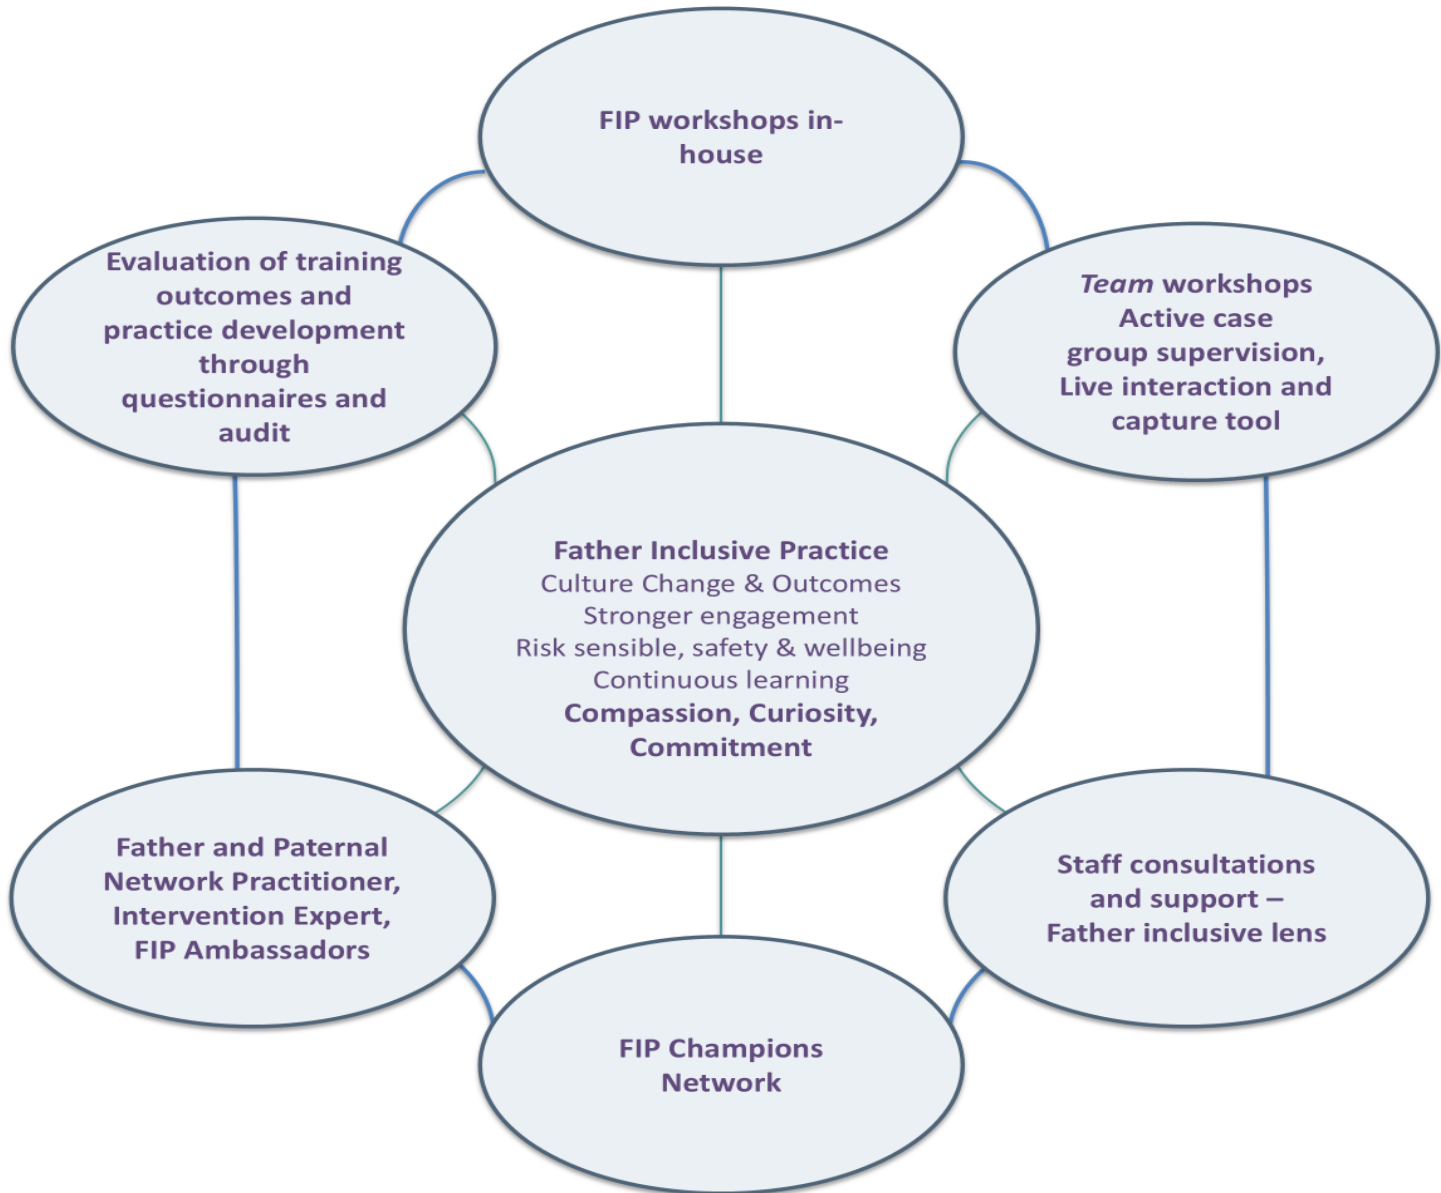 FIP workshops in-
house
Evaluation of training
outcomes and
practice development
through
questionnaires and
audit
Team workshops
Active case
group supervision,
Live interaction and
capture tool
Father Inclusive Practice
Culture Change & Outcomes
Stronger engagement
Risk sensible, safety & wellbeing
Continuous learning
Compassion, Curiosity,
Commitment
Father and Paternal
Network Practitioner,
Intervention Expert,
FIP Ambassadors
Staff consultations
and support –
Father inclusive lens
FIP Champions
Network